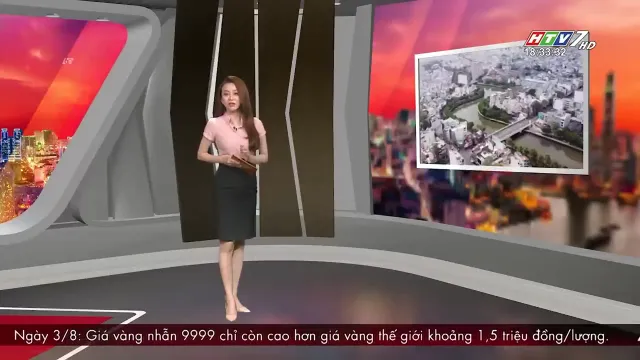 HTV7 HD
18:33:32
Ngày 3/8: Giá vàng nhẫn 9999 chỉ còn cao hơn giá vàng thế giới khoảng 1,5 triệu đồng/lượng.